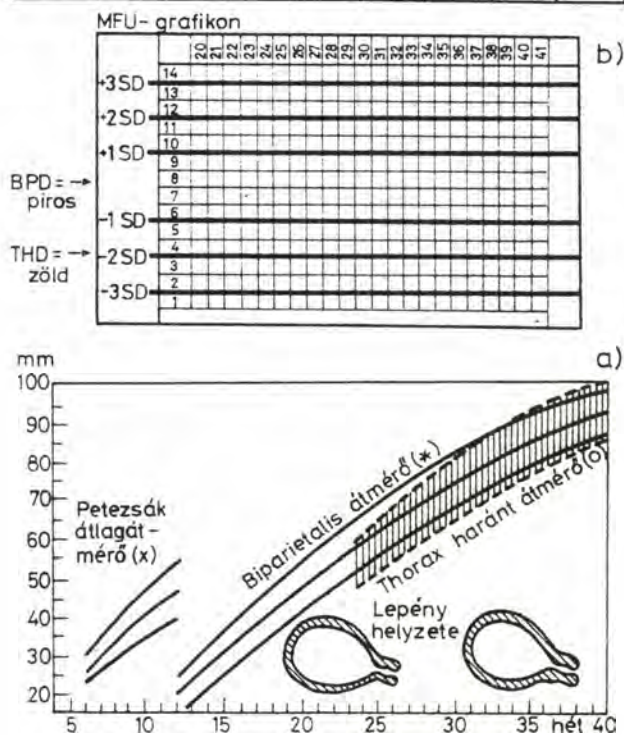 MFU-grafikon
b)
20 21 22 23 24 25 26 27 28 29 30 31 32 33 34 35 36 37 38 39 40 41
14
+3SD
13
+2SD 12
11
+1SD 10
9
BPD= → 8
piros 7
6
-1SD
5
THD= → -2SD 4
zöld 3
2
-3SD
1
mm
a)
100
90
80
70
60
50
40
30
20
Petezsák
átlagát-
mérő (x)
Biparietalis átmérő (*)
Thorax haránt átmérő (o)
Lepény
helyzete
5 10 15 20 25 30 35 hét 40